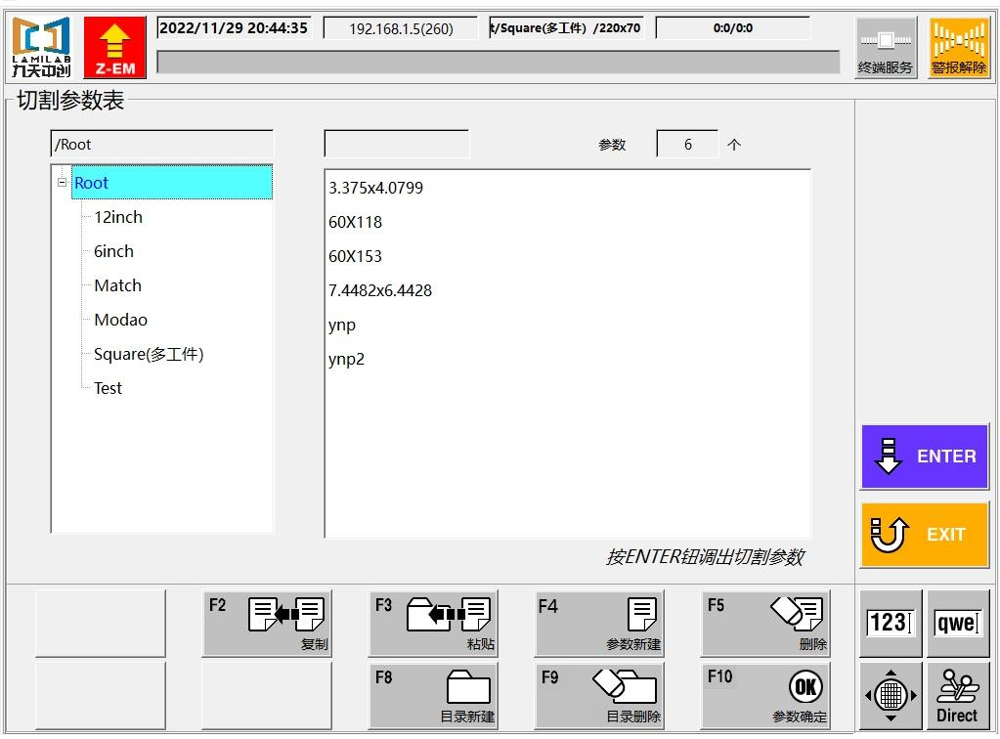 LAMILAB
九天中创
Z-EM
2022/11/29 20:44:35
192.168.1.5(260)
t/Square(多工件) /220x70
0:0/0:0
终端服务
警报解除
切割参数表
/Root
参数
6
个
Root
12inch
6inch
Match
Modao
Square(多工件)
Test
3.375x4.0799
60X118
60X153
7.4482x6.4428
ynp
ynp2
ENTER
EXIT
按ENTER钮调出切割参数
F2
复制
F3
粘贴
F4
参数新建
F5
删除
123
qwe
F8
目录新建
F9
目录删除
F10
OK
参数确定
Direct